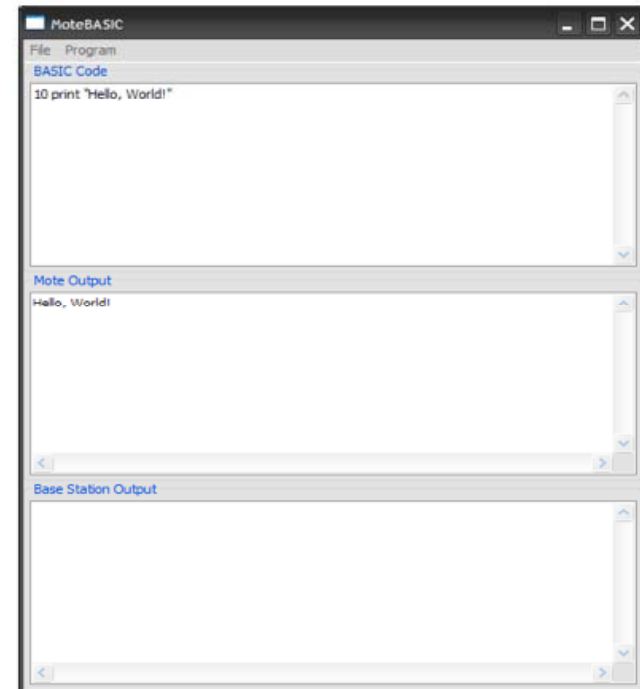 MoteBASIC
File Program
BASIC Code
10 print "Hello, World!"
Mote Output
Hello, World!
Base Station Output